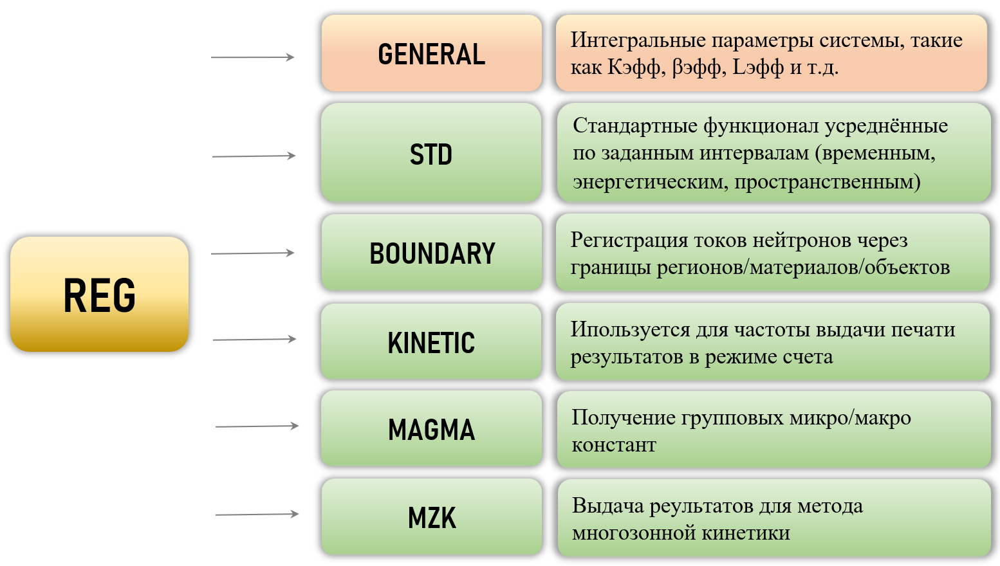 REG
GENERAL
Интегральные параметры системы, такие
как Kэфф, βэфф, Lэфф и т.д.
STD
Стандартные функционал усреднённые
по заданным интервалам (временным,
энергетическим, пространственным)
BOUNDARY
Регистрация токов нейтронов через
границы регионов/материалов/объектов
KINETIC
Ипользуется для частоты выдачи печати
результатов в режиме счета
MAGMA
Получение групповых микро/макро
констант
MZK
Выдача реультатов для метода
многозонной кинетики